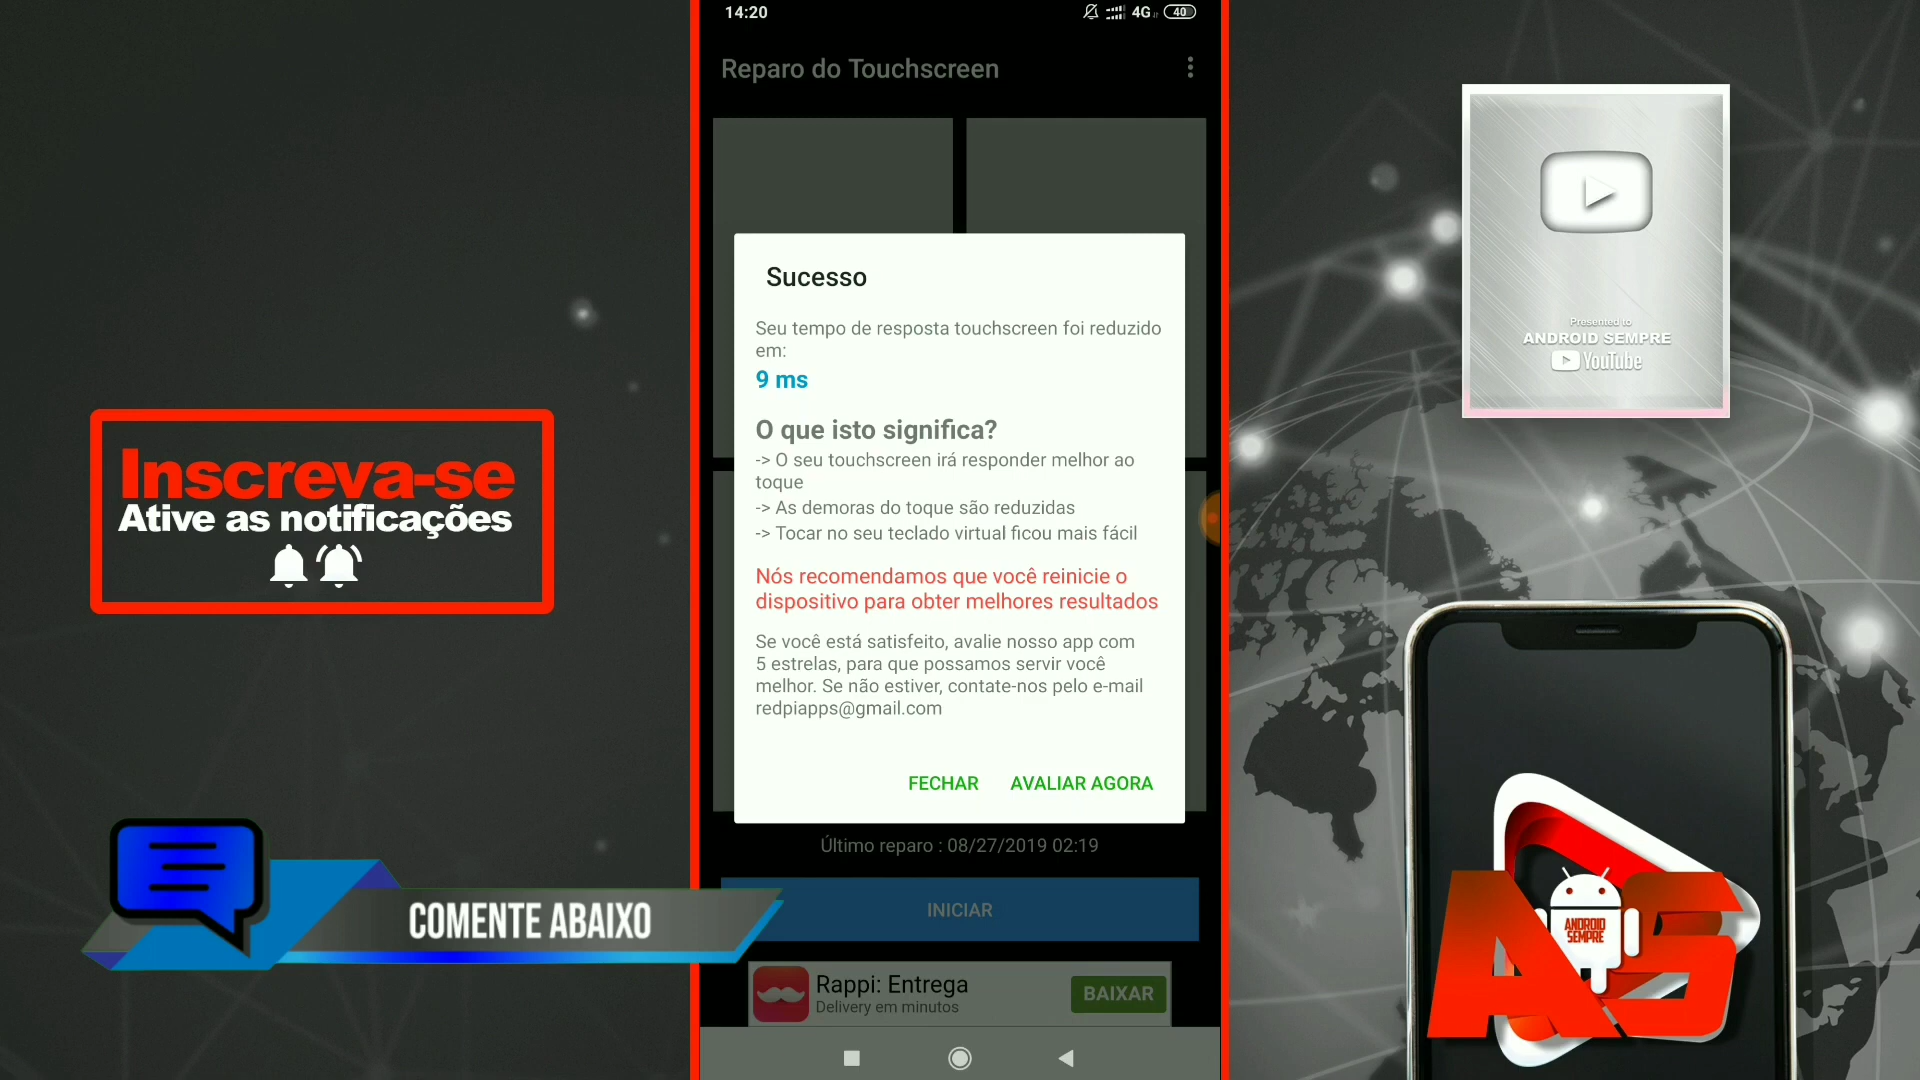 14:20
4G
40
Reparo do Touchscreen
Sucesso
Seu tempo de resposta touchscreen foi reduzido
em:
9 ms
O que isto significa?
-> O seu touchscreen irá responder melhor ao
toque
-> As demoras do toque são reduzidas
-> Tocar no seu teclado virtual ficou mais fácil
Nós recomendamos que você reinicie o
dispositivo para obter melhores resultados
Se você está satisfeito, avalie nosso app com
5 estrelas, para que possamos servir você
melhor. Se não estiver, contate-nos pelo e-mail
redpiapps@gmail.com
FECHAR
AVALIAR AGORA
Último reparo : 08/27/2019 02:19
INICIAR
Rappi: Entrega
Delivery em minutos
BAIXAR
Inscreva-se
Ative as notificações
COMENTE ABAIXO
Presented to
ANDROID SEMPRE
YouTube
AS
ANDROID
SEMPRE